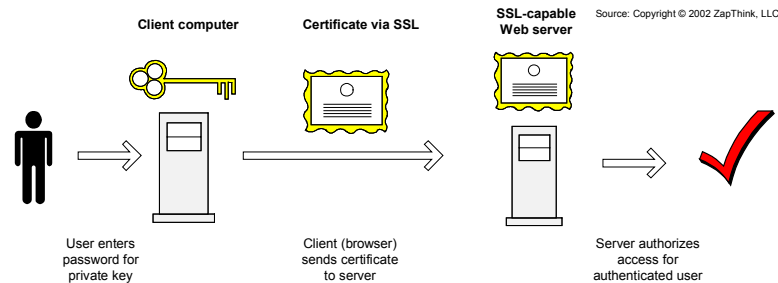 Client computer
Certificate via SSL
SSL-capable
Web server
Source: Copyright © 2002 ZapThink, LLC
User enters
password for
private key
Client (browser)
sends certificate
to server
Server authorizes
access for
authenticated user